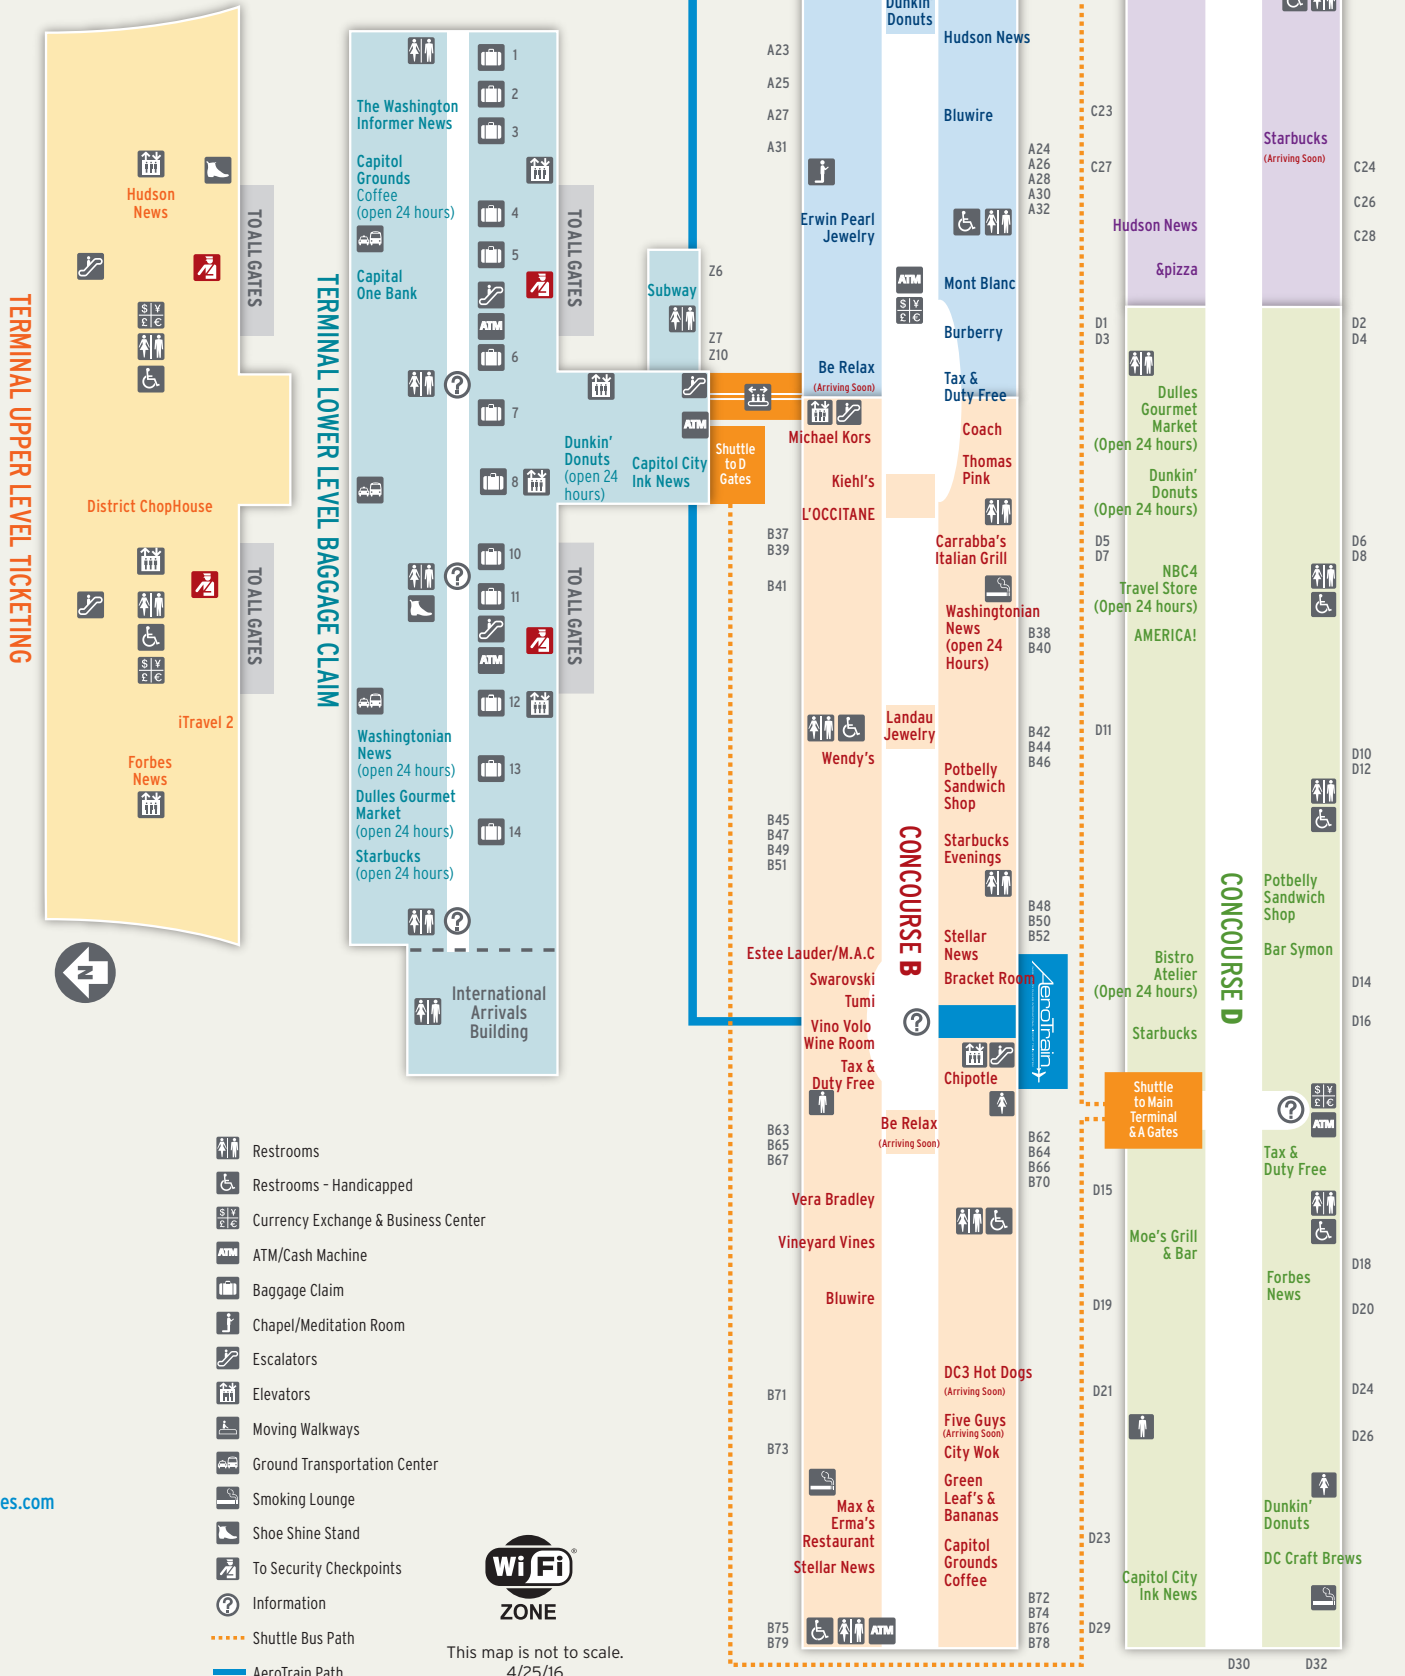 TERMINAL UPPER LEVEL TICKETING
Hudson
News
TO ALL GATES
District ChopHouse
TO ALL GATES
iTravel 2
Forbes
News
N
TERMINAL LOWER LEVEL BAGGAGE CLAIM
1
2
The Washington
Informer News
3
Capitol
Grounds
Coffee
(open 24 hours)
4
TO ALL GATES
5
Capital
One Bank
ATM
6
7
8
10
11
TO ALL GATES
ATM
12
Washingtonian
News
(open 24 hours)
13
Dulles Gourmet
Market
(open 24 hours)
14
Starbucks
(open 24 hours)
International
Arrivals
Building
Subway
Z6
Z7
Z10
ATM
Dunkin'
Donuts
(open 24
hours)
Capitol City
Ink News
Shuttle
to D
Gates
Dunkin'
Donuts
Hudson News
A23
A25
A27
A31
Bluwire
A24
A26
A28
A30
A32
Erwin Pearl
Jewelry
ATM
$ ¥
£ €
Mont Blanc
Burberry
Be Relax
(Arriving Soon)
Tax &
Duty Free
Michael Kors
Coach
Thomas
Pink
Kiehl's
L'OCCITANE
B37
B39
Carrabba's
Italian Grill
B41
Washingtonian
News
(open 24
Hours)
B38
B40
Landau
Jewelry
B42
B44
B46
Wendy's
Potbelly
Sandwich
Shop
B45
B47
B49
B51
Starbucks
Evenings
CONCOURSE B
B48
B50
B52
Stellar
News
Estee Lauder/M.A.C
Bracket Room
Swarovski
Tumi
Vino Volo
Wine Room
AeroTrain
Tax &
Duty Free
Chipotle
Be Relax
(Arriving Soon)
B63
B65
B67
B62
B64
B66
B70
Vera Bradley
Vineyard Vines
Bluwire
DC3 Hot Dogs
(Arriving Soon)
B71
Five Guys
(Arriving Soon)
City Wok
B73
Green
Leaf's &
Bananas
Max &
Erma's
Restaurant
Capitol
Grounds
Coffee
Stellar News
B72
B74
B76
B78
B75
B79
ATM
C23
Starbucks
(Arriving Soon)
C27
C24
C26
C28
Hudson News
&pizza
D1
D3
D2
D4
Dulles
Gourmet
Market
(Open 24 hours)
Dunkin'
Donuts
(Open 24 hours)
D5
D7
D6
D8
NBC4
Travel Store
(Open 24 hours)
AMERICA!
D11
D10
D12
CONCOURSE D
Potbelly
Sandwich
Shop
Bar Symon
Bistro
Atelier
(Open 24 hours)
D14
D16
Starbucks
Shuttle
to Main
Terminal
& A Gates
$ ¥
£ €
ATM
Tax &
Duty Free
D15
Moe's Grill
& Bar
D18
Forbes
News
D19
D20
D21
D24
D26
Dunkin'
Donuts
D23
DC Craft Brews
Capitol City
Ink News
D29
D30
D32
Restrooms
Restrooms - Handicapped
$ ¥
£ €
Currency Exchange & Business Center
ATM
ATM/Cash Machine
Baggage Claim
Chapel/Meditation Room
Escalators
Elevators
Moving Walkways
Ground Transportation Center
Smoking Lounge
Shoe Shine Stand
To Security Checkpoints
?
Information
Shuttle Bus Path
AeroTrain Path
es.com
Wi Fi ®
ZONE
This map is not to scale.
4/25/16